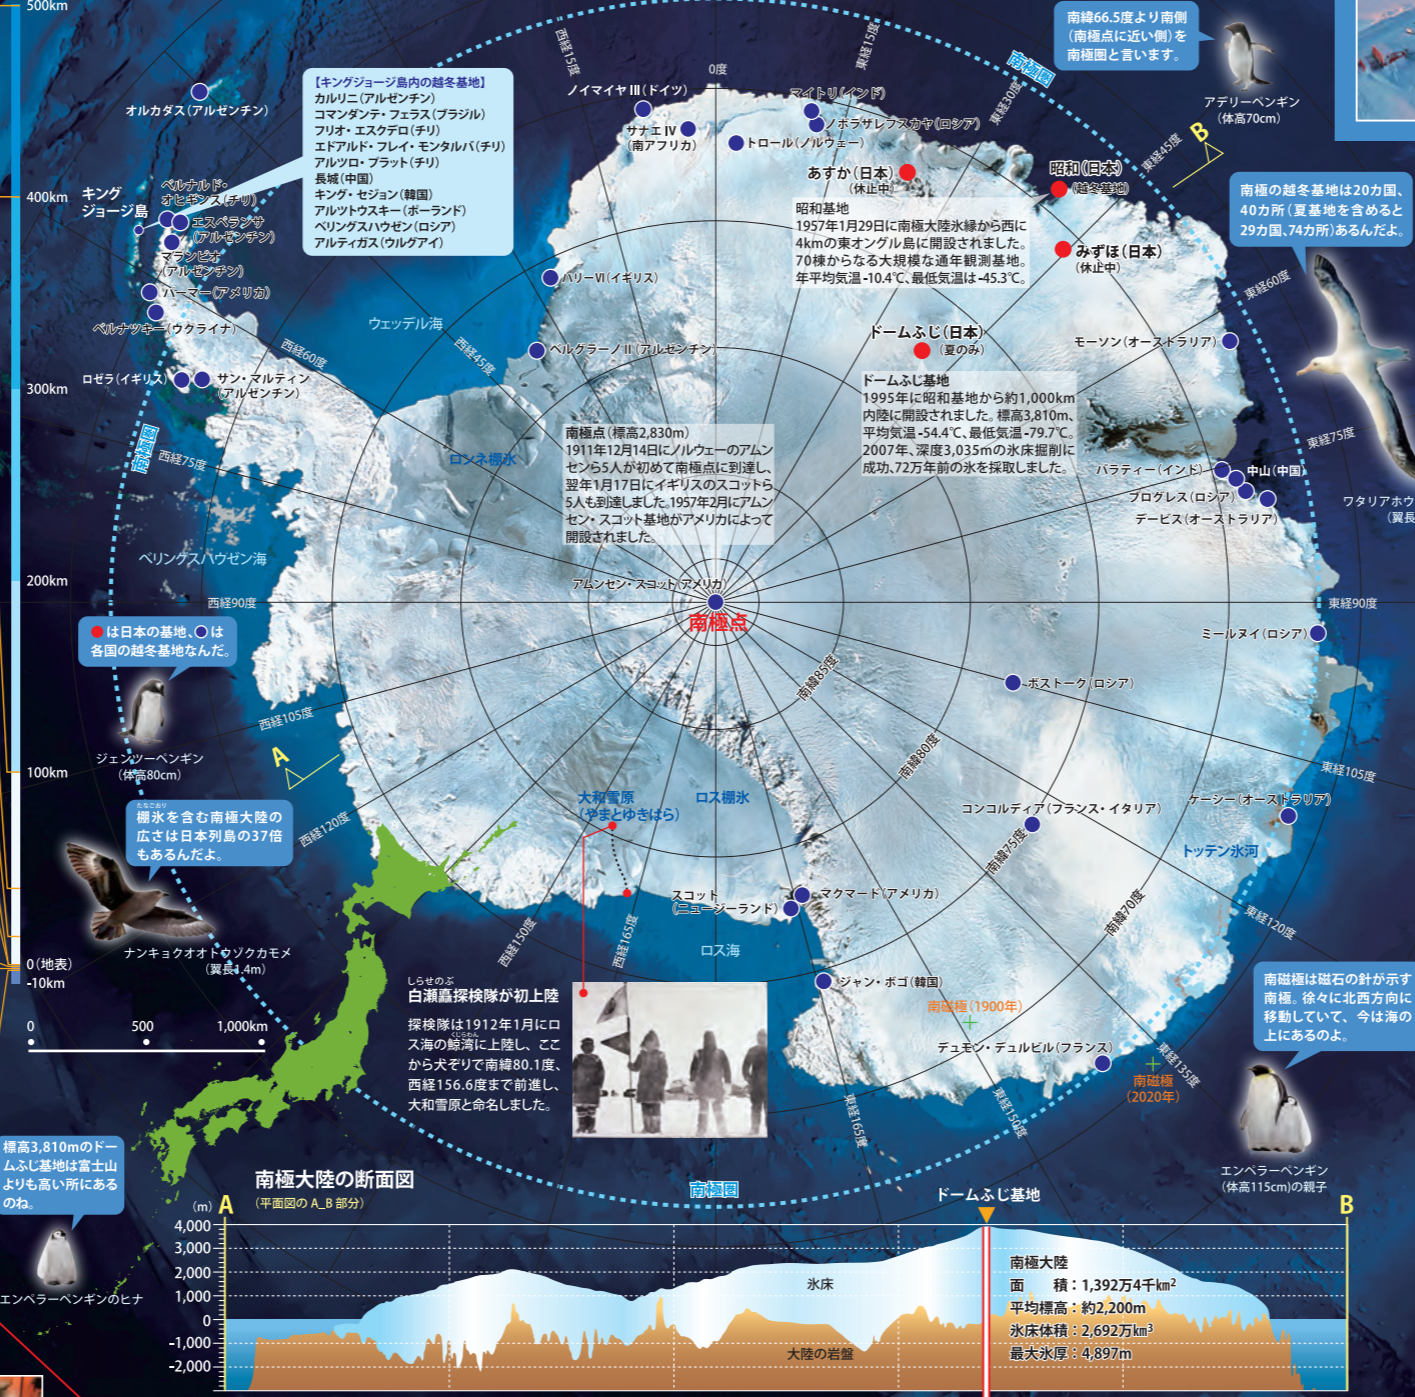 500km
400km
300km
200km
100km
0(地表)
-10km
0 500 1,000km
南緯66.5度より南側
(南極点に近い側)を
南極圏と言います。
アデリーペンギン
(体高70cm)
オルカダス(アルゼンチン)
【キングジョージ島内の越冬基地】
カルリニ(アルゼンチン)
コマンダンテ・フェラス(ブラジル)
フリオ・エスクデロ(チリ)
エドアルド・フレイ・モンタルバ(チリ)
アルツロ・プラット(チリ)
長城(中国)
キング・セジョン(韓国)
アルツトウスキー(ポーランド)
ベリングスハウゼン(ロシア)
アルティガス(ウルグアイ)
西経15度
0度
東経15度
東経30度
東経45度
東経60度
東経75度
東経90度
東経105度
東経120度
東経135度
東経150度
東経165度
西経165度
西経150度
西経120度
西経105度
西経90度
西経75度
西経60度
西経45度
南極圏
南極圏
南極圏
B
A
ノイマイヤIII(ドイツ)
サナエIV
(南アフリカ)
マイトリ(インド)
ノボラザレフスカヤ(ロシア)
トロール(ノルウェー)
あすか(日本)
(休止中)
昭和(日本)
(越冬基地)
みずほ(日本)
(休止中)
昭和基地
1957年1月29日に南極大陸氷縁から西に
4kmの東オングル島に開設されました。
70棟からなる大規模な通年観測基地。
年平均気温-10.4℃、最低気温は-45.3℃。
南極の越冬基地は20カ国、
40カ所(夏基地を含めると
29カ国、74カ所)あるんだよ。
キング
ジョージ島
ベルナルド・
オヒギンス(チリ)
エスペランサ
(アルゼンチン)
マランビオ
(アルゼンチン)
パーマー(アメリカ)
ベルナツキー(ウクライナ)
ロゼラ(イギリス)
サン・マルティン
(アルゼンチン)
ウェッデル海
ハリーVI(イギリス)
ベルグラーノII(アルゼンチン)
ドームふじ(日本)
(夏のみ)
ドームふじ基地
1995年に昭和基地から約1,000km
内陸に開設されました。標高3,810m、
平均気温-54.4℃、最低気温-79.7℃。
2007年、深度3,035mの氷床掘削に
成功、72万年前の氷を採取しました。
モーソン(オーストラリア)
バラティー(インド)
中山(中国)
プログレス(ロシア)
デービス(オーストラリア)
ワタリアホウ
(翼長
南極点(標高2,830m)
1911年12月14日にノルウェーのアムン
センら5人が初めて南極点に到達し、
翌年1月17日にイギリスのスコットら
5人も到達しました。1957年2月にアムン
セン・スコット基地がアメリカによって
開設されました。
ロンネ棚氷
ベリングスハウゼン海
アムンセン・スコット(アメリカ)
南極点
ミールヌイ(ロシア)
ボストーク(ロシア)
南緯85度
南緯80度
南緯75度
南緯70度
●は日本の基地、●は
各国の越冬基地なんだ。
ジェンツーペンギン
(体高80cm)
たなごおり
棚氷を含む南極大陸の
広さは日本列島の37倍
もあるんだよ。
ナンキョクオオトウゾクカモメ
(翼長1.4m)
大和雪原
(やまとゆきはら)
ロス棚氷
コンコルディア(フランス・イタリア)
ケーシー(オーストラリア)
トッテン氷河
スコット
(ニュージーランド)
マクマード(アメリカ)
ロス海
ジャン・ボゴ(韓国)
南磁極(1900年)
デュモン・デュルビル(フランス)
南磁極
(2020年)
南磁極は磁石の針が示す
南極。徐々に北西方向に
移動していて、今は海の
上にあるのよ。
エンペラーペンギン
(体高115cm)の親子
しらせのぶ
白瀬矗探検隊が初上陸
探検隊は1912年1月にロ
くじらわん
ス海の鯨湾に上陸し、ここ
から犬ぞりで南緯80.1度、
西経156.6度まで前進し、
大和雪原と命名しました。
標高3,810mのドー
ムふじ基地は富士山
よりも高い所にある
のね。
エンペラーペンギンのヒナ
南極大陸の断面図
(平面図のA_B部分)
(m)
A
B
4,000
3,000
2,000
1,000
0
-1,000
-2,000
ドームふじ基地
氷床
大陸の岩盤
南極大陸
面 積:1,392万4千km²
平均標高:約2,200m
氷床体積:2,692万km³
最大氷厚:4,897m